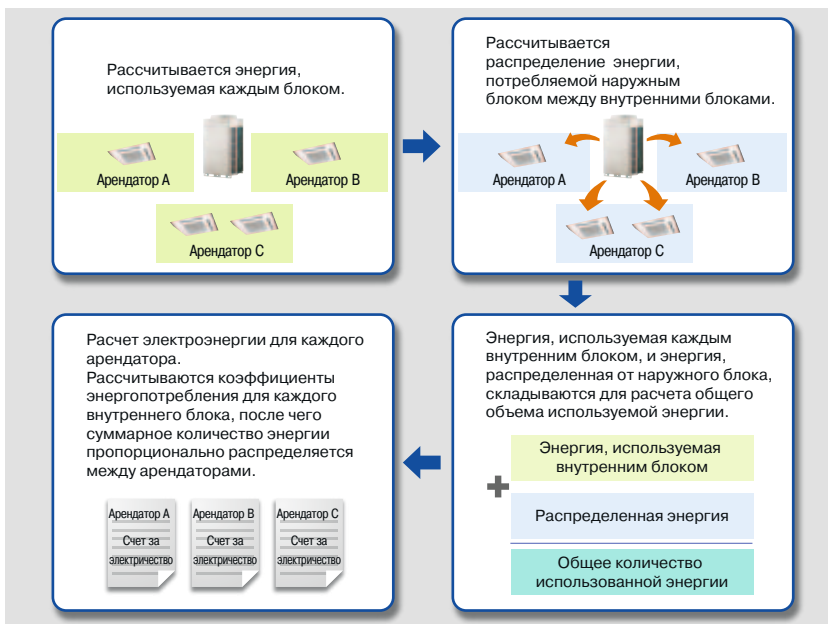 Рассчитывается энергия,
используемая каждым блоком.
Арендатор A
Арендатор B
Арендатор C
Рассчитывается
распределение энергии,
потребляемой наружным
блоком между внутренними блоками.
Арендатор A
Арендатор B
Арендатор C
Энергия, используемая каждым
внутренним блоком, и энергия,
распределенная от наружного блока,
складываются для расчета общего
объема используемой энергии.
Энергия, используемая
внутренним блоком
+
Распределенная энергия
Общее количество
использованной энергии
Расчет электроэнергии для каждого
арендатора.
Рассчитываются коэффициенты
энергопотребления для каждого
внутреннего блока, после чего
суммарное количество энергии
пропорционально распределяется
между арендаторами.
Арендатор A
Счет за
электричество
Арендатор B
Счет за
электричество
Арендатор C
Счет за
электричество